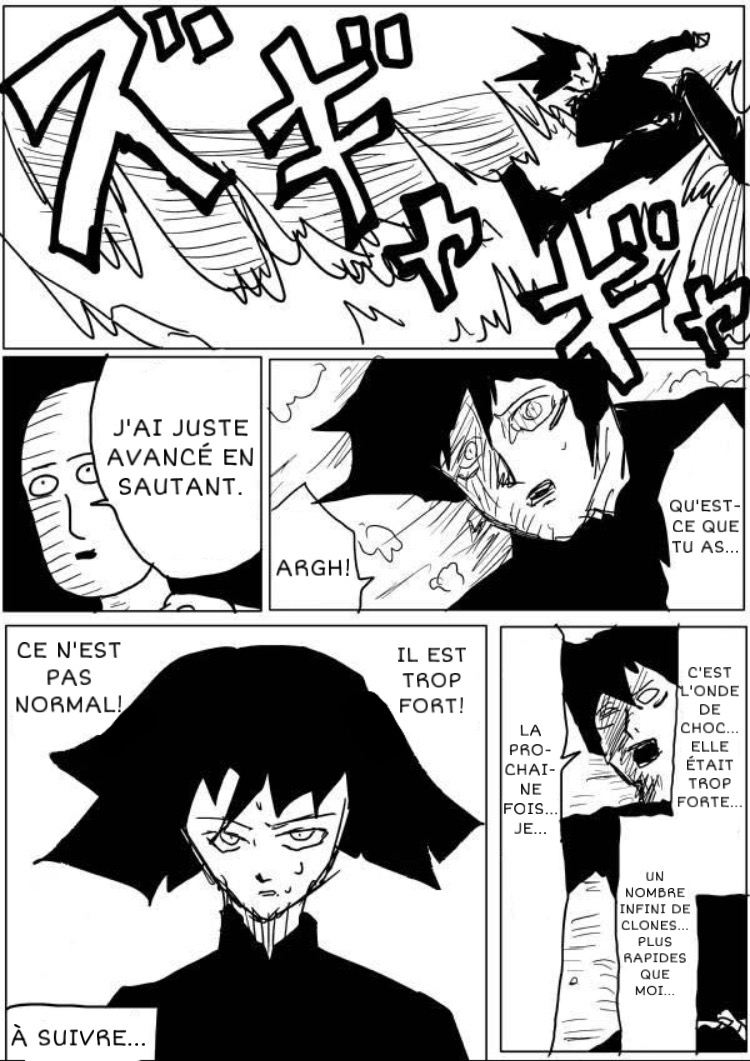 ズギャギャ
QU'EST-
CE QUE
TU AS...
ARGH!
J'AI JUSTE
AVANCÉ EN
SAUTANT.
C'EST
L'ONDE
DE
CHOC...
ELLE
ÉTAIT
TROP
FORTE...
LA
PRO-
CHAI-
NE
FOIS...
JE...
UN
NOMBRE
INFINI DE
CLONES...
PLUS
RAPIDES
QUE
MOI...
IL EST
TROP
FORT!
CE N'EST
PAS
NORMAL!
À SUIVRE...